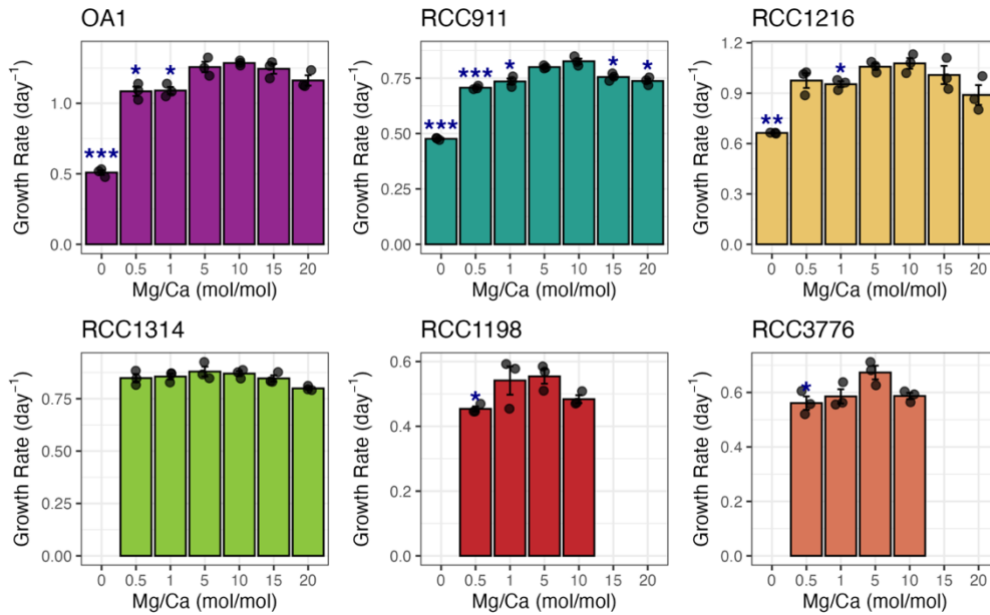 OA1
RCC911
RCC1216
Growth Rate (day⁻¹)
1.0
0.5
0.0
***
*
*
0 0.5 1 5 10 15 20
Mg/Ca (mol/mol)
Growth Rate (day⁻¹)
0.75
0.50
0.25
0.00
***
***
*
*
*
0 0.5 1 5 10 15 20
Mg/Ca (mol/mol)
Growth Rate (day⁻¹)
1.2
0.9
0.6
0.3
0.0
**
*
0 0.5 1 5 10 15 20
Mg/Ca (mol/mol)
RCC1314
RCC1198
RCC3776
Growth Rate (day⁻¹)
0.75
0.50
0.25
0.00
0 0.5 1 5 10 15 20
Mg/Ca (mol/mol)
Growth Rate (day⁻¹)
0.6
0.4
0.2
0.0
*
0 0.5 1 5 10 15 20
Mg/Ca (mol/mol)
Growth Rate (day⁻¹)
0.6
0.4
0.2
0.0
*
0 0.5 1 5 10 15 20
Mg/Ca (mol/mol)